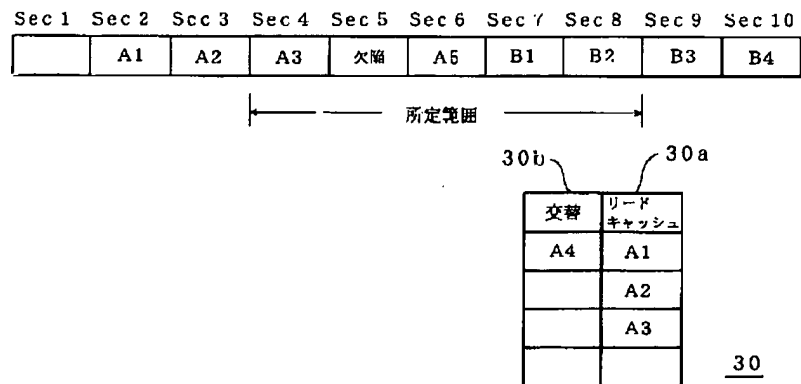 Sec 1 Sec 2 Sec 3 Sec 4 Sec 5 Sec 6 Sec 7 Sec 8 Sec 9 Sec 10
A1 A2 A3 欠陥 A5 B1 B2 B3 B4
所定範囲
30b 30a
交替 リード
キャッシュ
A4 A1
A2
A3
30